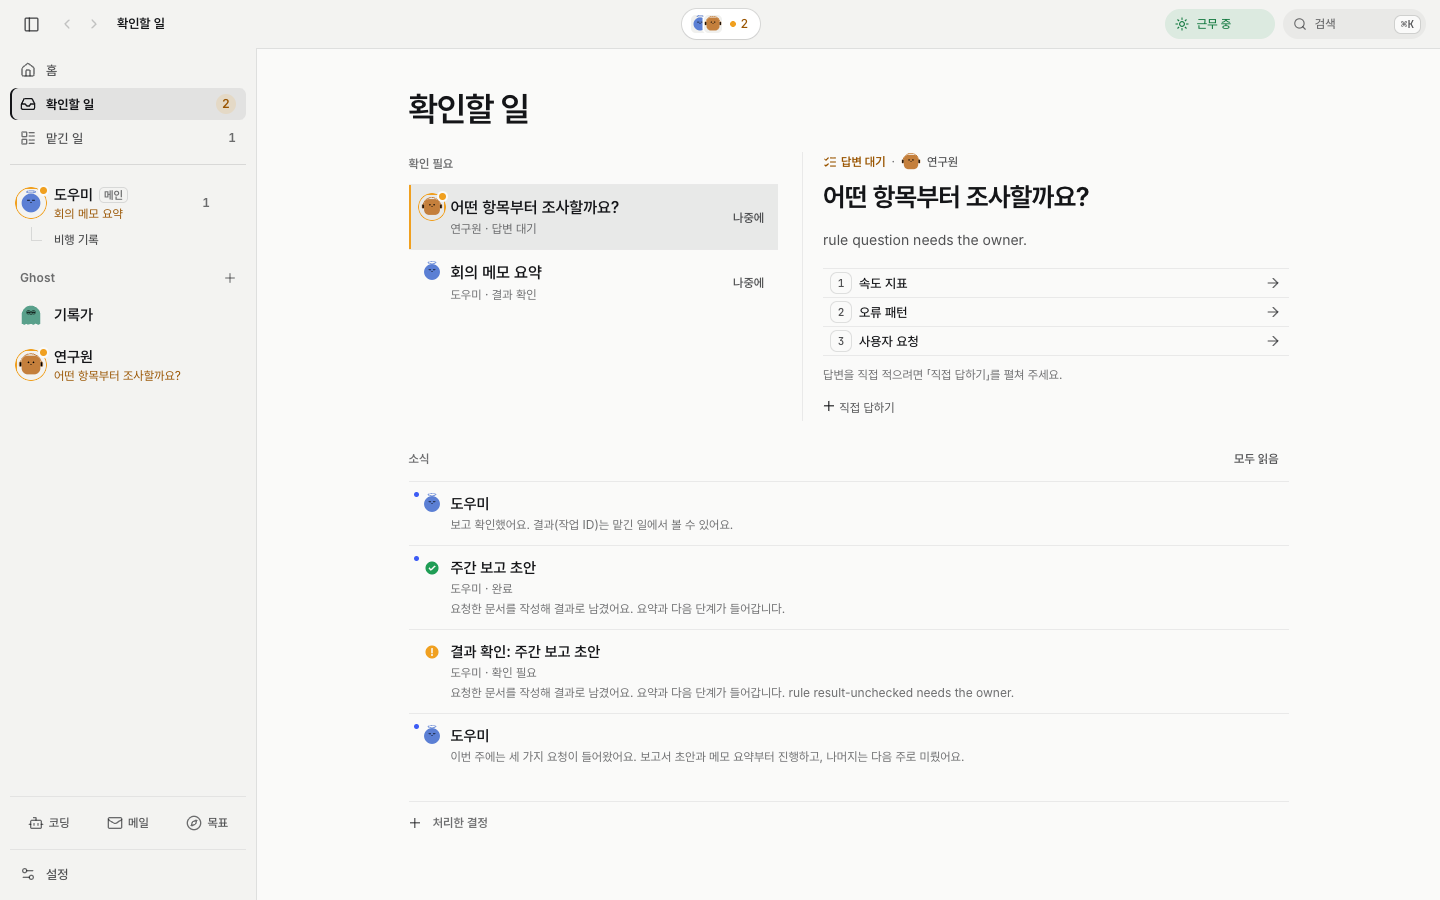 확인할 일
2
근무 중
검색
⌘K
홈
확인할 일
2
맡긴 일
1
도우미 메인
회의 메모 요약
1
비행 기록
Ghost
기록가
연구원
어떤 항목부터 조사할까요?
코딩
메일
목표
설정
확인할 일
확인 필요
어떤 항목부터 조사할까요?
연구원 · 답변 대기
나중에
회의 메모 요약
도우미 · 결과 확인
나중에
답변 대기 · 연구원
어떤 항목부터 조사할까요?
rule question needs the owner.
1 속도 지표
2 오류 패턴
3 사용자 요청
답변을 직접 적으려면 「직접 답하기」를 펼쳐 주세요.
직접 답하기
소식
모두 읽음
도우미
보고 확인했어요. 결과(작업 ID)는 맡긴 일에서 볼 수 있어요.
주간 보고 초안
도우미 · 완료
요청한 문서를 작성해 결과로 남겼어요. 요약과 다음 단계가 들어갑니다.
결과 확인: 주간 보고 초안
도우미 · 확인 필요
요청한 문서를 작성해 결과로 남겼어요. 요약과 다음 단계가 들어갑니다. rule result-unchecked needs the owner.
도우미
이번 주에는 세 가지 요청이 들어왔어요. 보고서 초안과 메모 요약부터 진행하고, 나머지는 다음 주로 미뤘어요.
처리한 결정